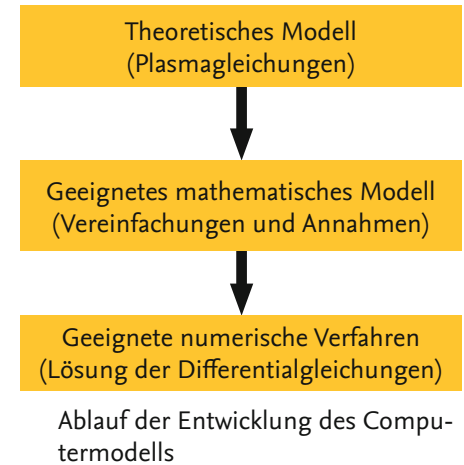 Theoretisches Modell
(Plasmagleichungen)
Geeignetes mathematisches Modell
(Vereinfachungen und Annahmen)
Geeignete numerische Verfahren
(Lösung der Differentialgleichungen)
Ablauf der Entwicklung des Compu-
termodells